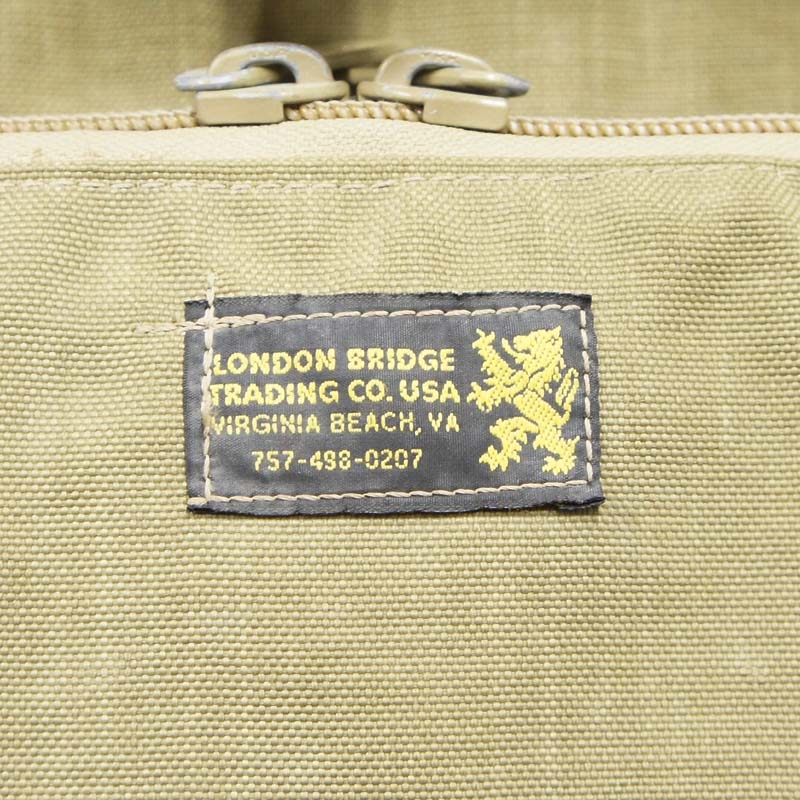 LONDON BRIDGE
TRADING CO. USA
VIRGINIA BEACH, VA
757-498-0207